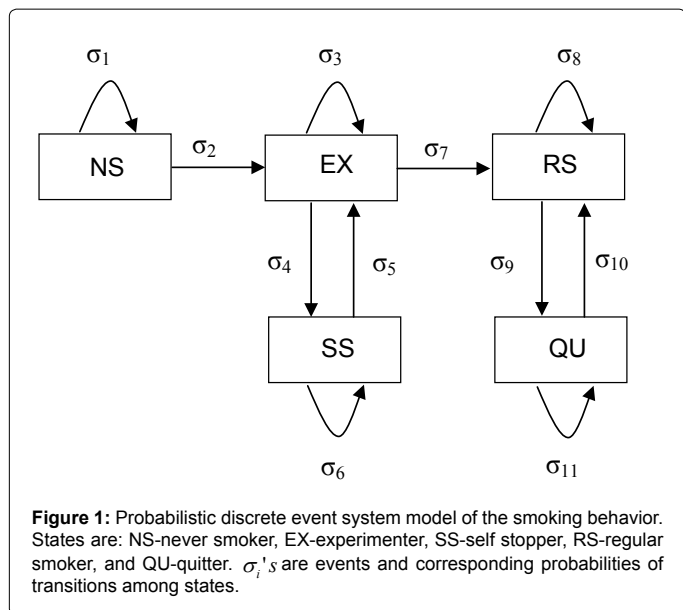 σ1 σ3 σ8
NS σ2 EX σ7 RS
σ4 σ5 σ9 σ10
SS QU
σ6 σ11
Figure 1: Probabilistic discrete event system model of the smoking behavior.
States are: NS-never smoker, EX-experimenter, SS-self stopper, RS-regular
smoker, and QU-quitter. σi's are events and corresponding probabilities of
transitions among states.